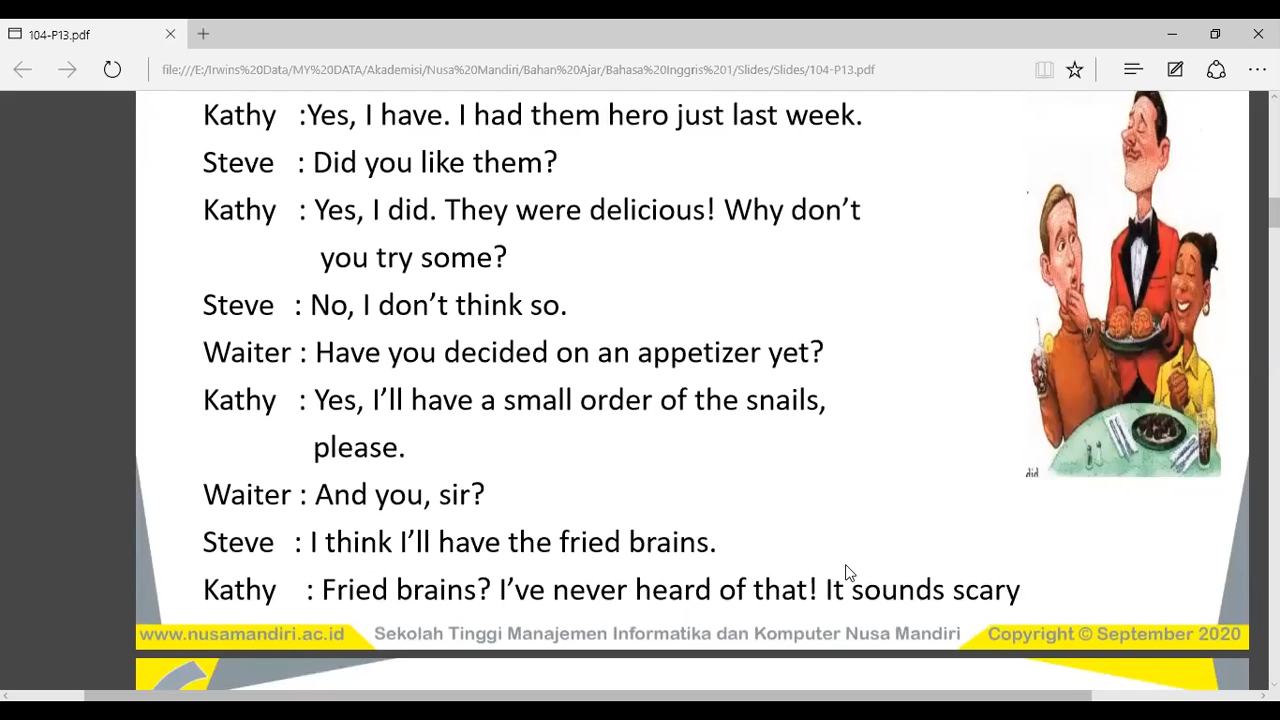 104-P13.pdf
file:///E:/Irwins%20Data/MY%20DATA/Akademisi/Nusa%20Mandiri/Bahan%20Ajar/Bahasa%20Inggris%201/Slides/Slides/104-P13.pdf
Kathy :Yes, I have. I had them hero just last week.
Steve : Did you like them?
Kathy : Yes, I did. They were delicious! Why don’t
you try some?
Steve : No, I don’t think so.
Waiter : Have you decided on an appetizer yet?
Kathy : Yes, I’ll have a small order of the snails,
please.
did
Waiter : And you, sir?
Steve : I think I’ll have the fried brains.
Kathy : Fried brains? I’ve never heard of that! It sounds scary
www.nusamandiri.ac.id Sekolah Tinggi Manajemen Informatika dan Komputer Nusa Mandiri Copyright © September 2020